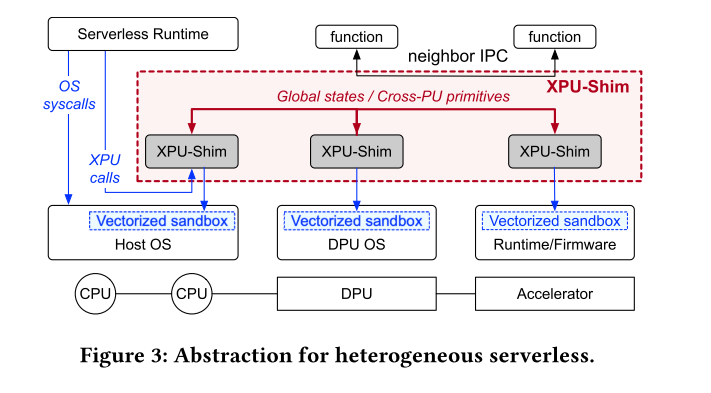 Serverless Runtime
function
function
neighbor IPC
OS
syscalls
XPU-Shim
Global states / Cross-PU primitives
XPU-Shim
XPU-Shim
XPU-Shim
XPU
calls
Vectorized sandbox
Vectorized sandbox
Vectorized sandbox
Host OS
DPU OS
Runtime/Firmware
CPU
CPU
DPU
Accelerator
Figure 3: Abstraction for heterogeneous serverless.